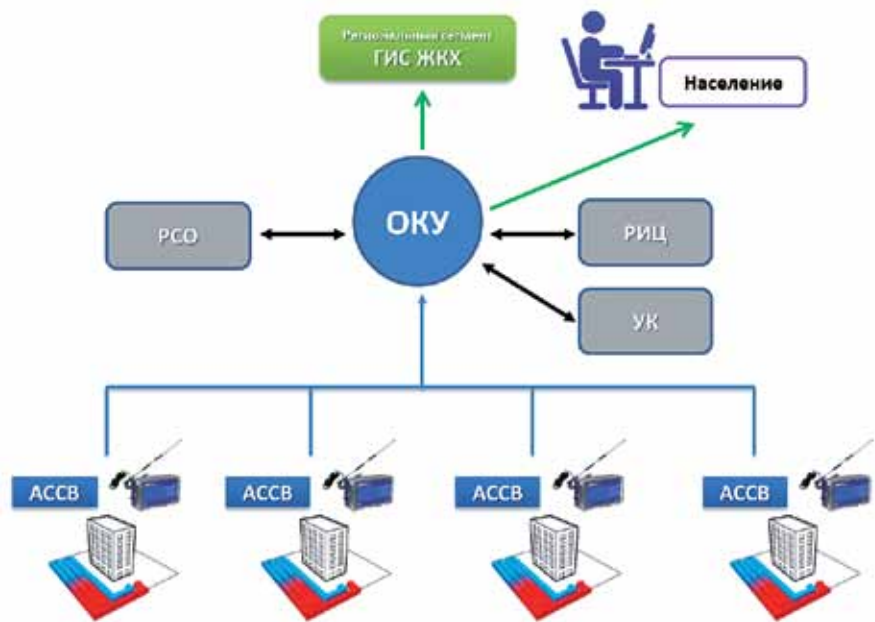 Региональный сегмент
ГИС ЖКХ
Население
ОКУ
РСО
РИЦ
УК
АССВ
АССВ
АССВ
АССВ